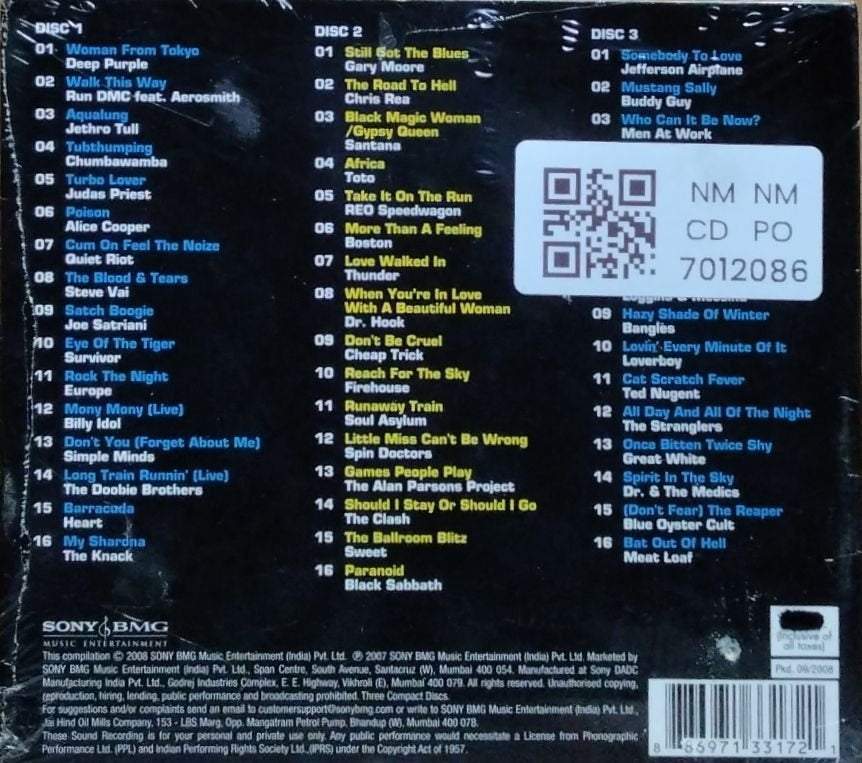 DISC 1
01 Woman From Tokyo
Deep Purple
02 Walk This Way
Run DMC feat. Aerosmith
03 Aqualung
Jethro Tull
04 Tubthumping
Chumbawamba
05 Turbo Lover
Judas Priest
06 Poison
Alice Cooper
07 Cum On Feel The Noize
Quiet Riot
08 The Blood & Tears
Steve Vai
09 Satch Boogie
Joe Satriani
10 Eye Of The Tiger
Survivor
11 Rock The Night
Europe
12 Mony Mony (Live)
Billy Idol
13 Don't You (Forget About Me)
Simple Minds
14 Long Train Runnin' (Live)
The Doobie Brothers
15 Barracuda
Heart
16 My Sharona
The Knack
DISC 2
01 Still Got The Blues
Gary Moore
02 The Road To Hell
Chris Rea
03 Black Magic Woman
/Gypsy Queen
Santana
04 Africa
Toto
05 Take It On The Run
REO Speedwagon
06 More Than A Feeling
Boston
07 Love Walked In
Thunder
08 When You're In Love
With A Beautiful Woman
Dr. Hook
09 Don't Be Cruel
Cheap Trick
10 Reach For The Sky
Firehouse
11 Runaway Train
Soul Asylum
12 Little Miss Can't Be Wrong
Spin Doctors
13 Games People Play
The Alan Parsons Project
14 Should I Stay Or Should I Go
The Clash
15 The Ballroom Blitz
Sweet
16 Paranoid
Black Sabbath
DISC 3
01 Somebody To Love
Jefferson Airplane
02 Mustang Sally
Buddy Guy
03 Who Can It Be Now?
Men At Work
NM NM
CD PO
7012086
09 Hazy Shade Of Winter
Bangles
10 Lovin' Every Minute Of It
Loverboy
11 Cat Scratch Fever
Ted Nugent
12 All Day And All Of The Night
The Stranglers
13 Once Bitten Twice Shy
Great White
14 Spirit In The Sky
Dr. & The Medics
15 (Don't Fear) The Reaper
Blue Oyster Cult
16 Bat Out Of Hell
Meat Loaf
SONY BMG
MUSIC ENTERTAINMENT
This compilation © 2008 SONY BMG Music Entertainment (India) Pvt. Ltd. ℗ 2007 SONY BMG Music Entertainment (India) Pvt. Ltd. Marketed by
SONY BMG Music Entertainment (India) Pvt. Ltd., Span Centre, South Avenue, Santacruz (W), Mumbai 400 054. Manufactured at Sony DADC
Manufacturing India Pvt. Ltd., Godrej Industries Complex, E. E. Highway, Vikhroli (E), Mumbai 400 079. All rights reserved. Unauthorised copying,
reproduction, hiring, lending, public performance and broadcasting prohibited. Three Compact Discs.
For suggestions and/or complaints send an email to customersupport@sonybmg.com or write to SONY BMG Music Entertainment (India) Pvt. Ltd.,
Jai Hind Oil Mills Company, 153 - LBS Marg, Opp. Mangatram Petrol Pump, Bhandup (W), Mumbai 400 078.
These Sound Recording is for your personal and private use only. Any public performance would necessitate a License from Phonographic
Performance Ltd. (PPL) and Indian Performing Rights Society Ltd.,(IPRS) under the Copyright Act of 1957.
(Inclusive of
all taxes)
Pkd. 09/2008
8 86971 33172 1